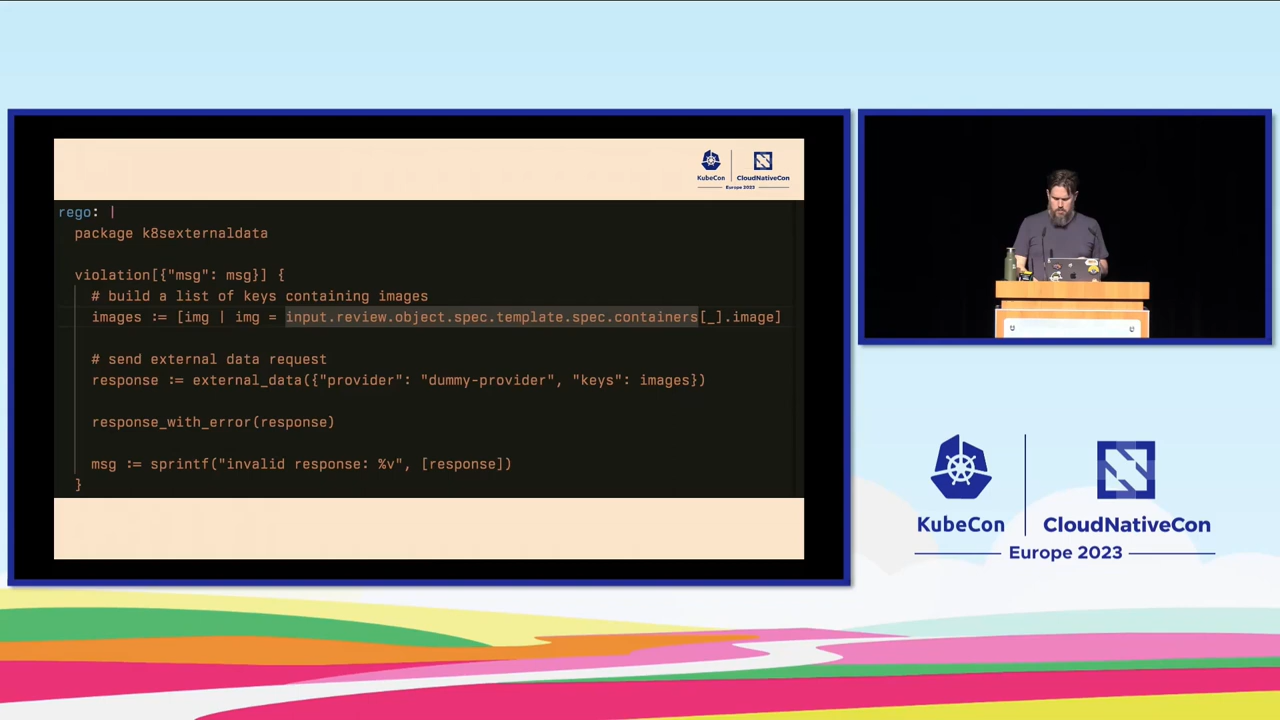 KubeCon
CloudNativeCon
Europe 2023
rego: |
package k8sexternaldata
violation[{"msg": msg}] {
# build a list of keys containing images
images := [img | img = input.review.object.spec.template.spec.containers[_].image]
# send external data request
response := external_data({"provider": "dummy-provider", "keys": images})
response_with_error(response)
msg := sprintf("invalid response: %v", [response])
}
KubeCon
CloudNativeCon
Europe 2023